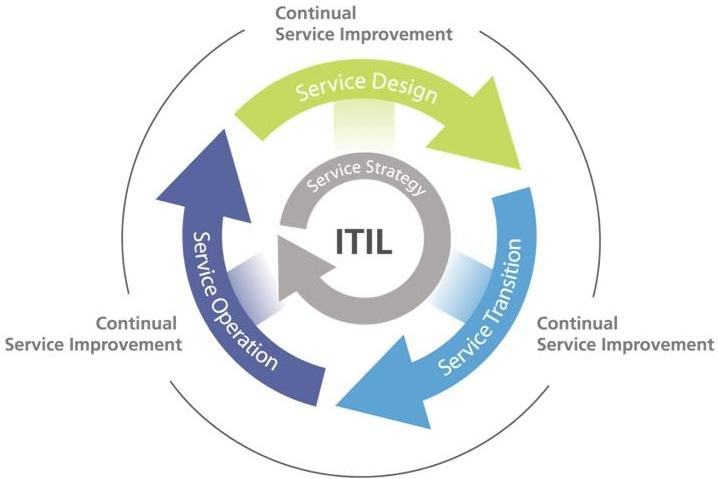 Continual
Service Improvement
Service Design
Service Strategy
ITIL
Service Operation
Service Transition
Continual
Service Improvement
Continual
Service Improvement